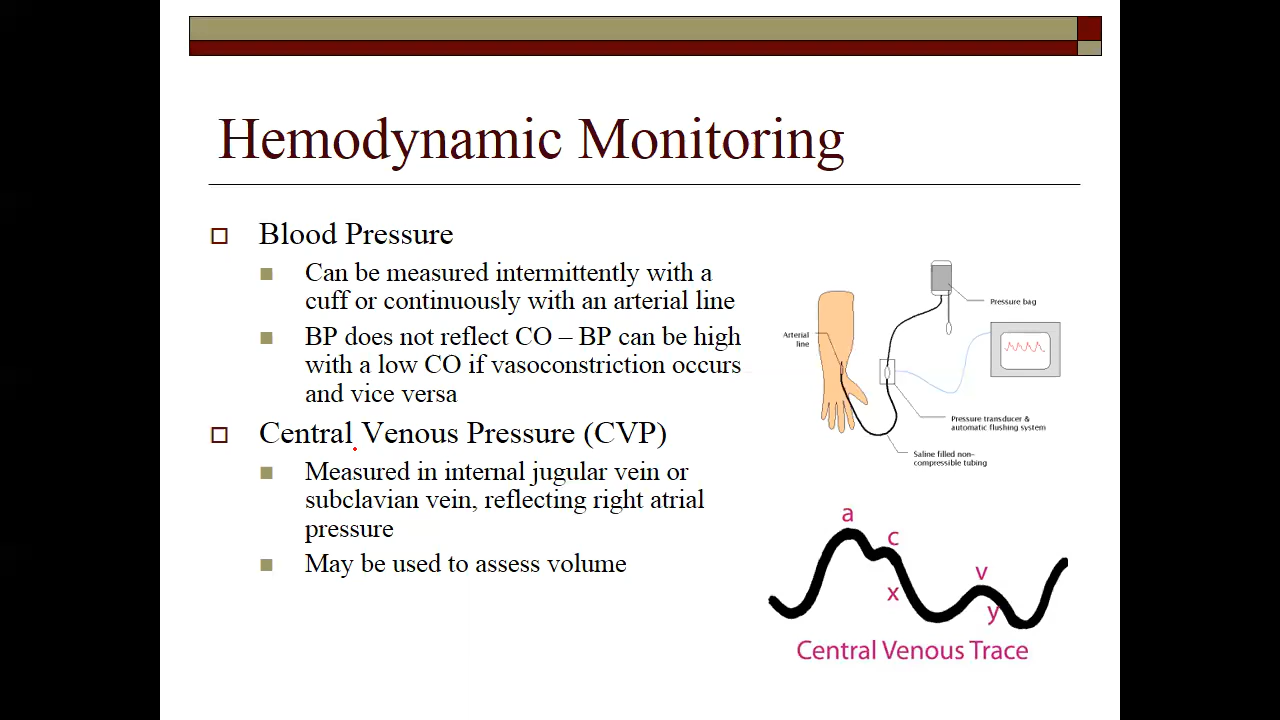 Hemodynamic Monitoring
Blood Pressure
Can be measured intermittently with a
cuff or continuously with an arterial line
BP does not reflect CO – BP can be high
with a low CO if vasoconstriction occurs
and vice versa
Central Venous Pressure (CVP)
Measured in internal jugular vein or
subclavian vein, reflecting right atrial
pressure
May be used to assess volume
Pressure bag
Arterial
line
Pressure transducer &
automatic flushing system
Saline filled non-
compressible tubing
a
c
x
v
y
Central Venous Trace